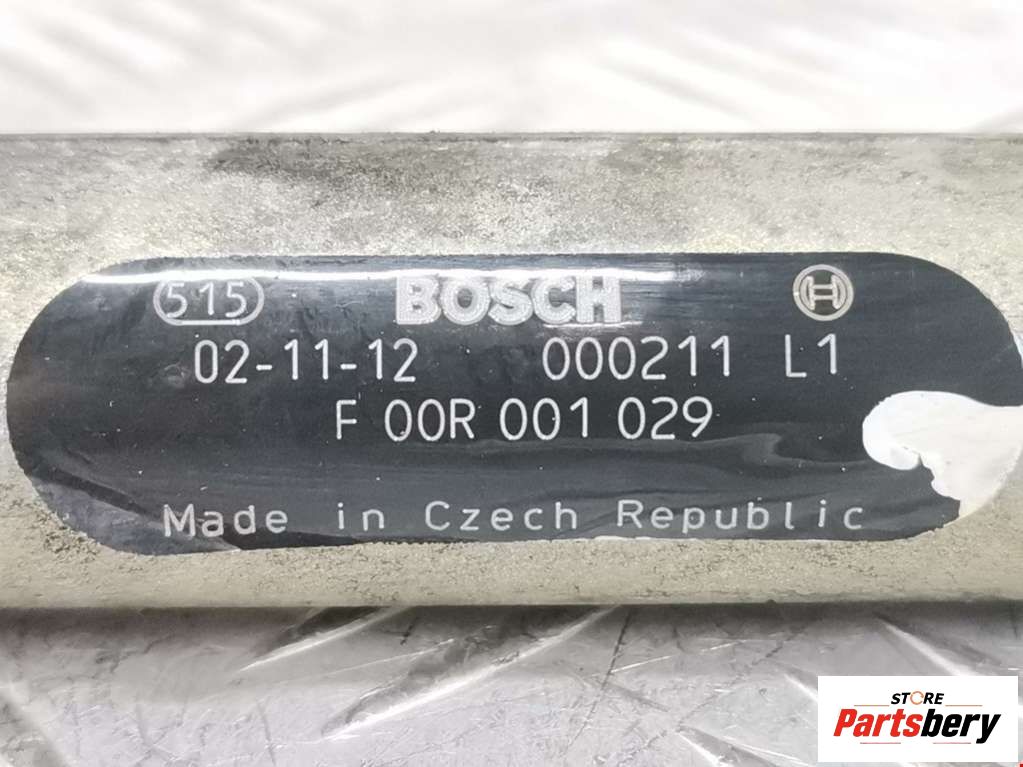 515 BOSCH
02-11-12 000211 L1
F 00R 001 029
Made in Czech Republic
STORE
Partsbery